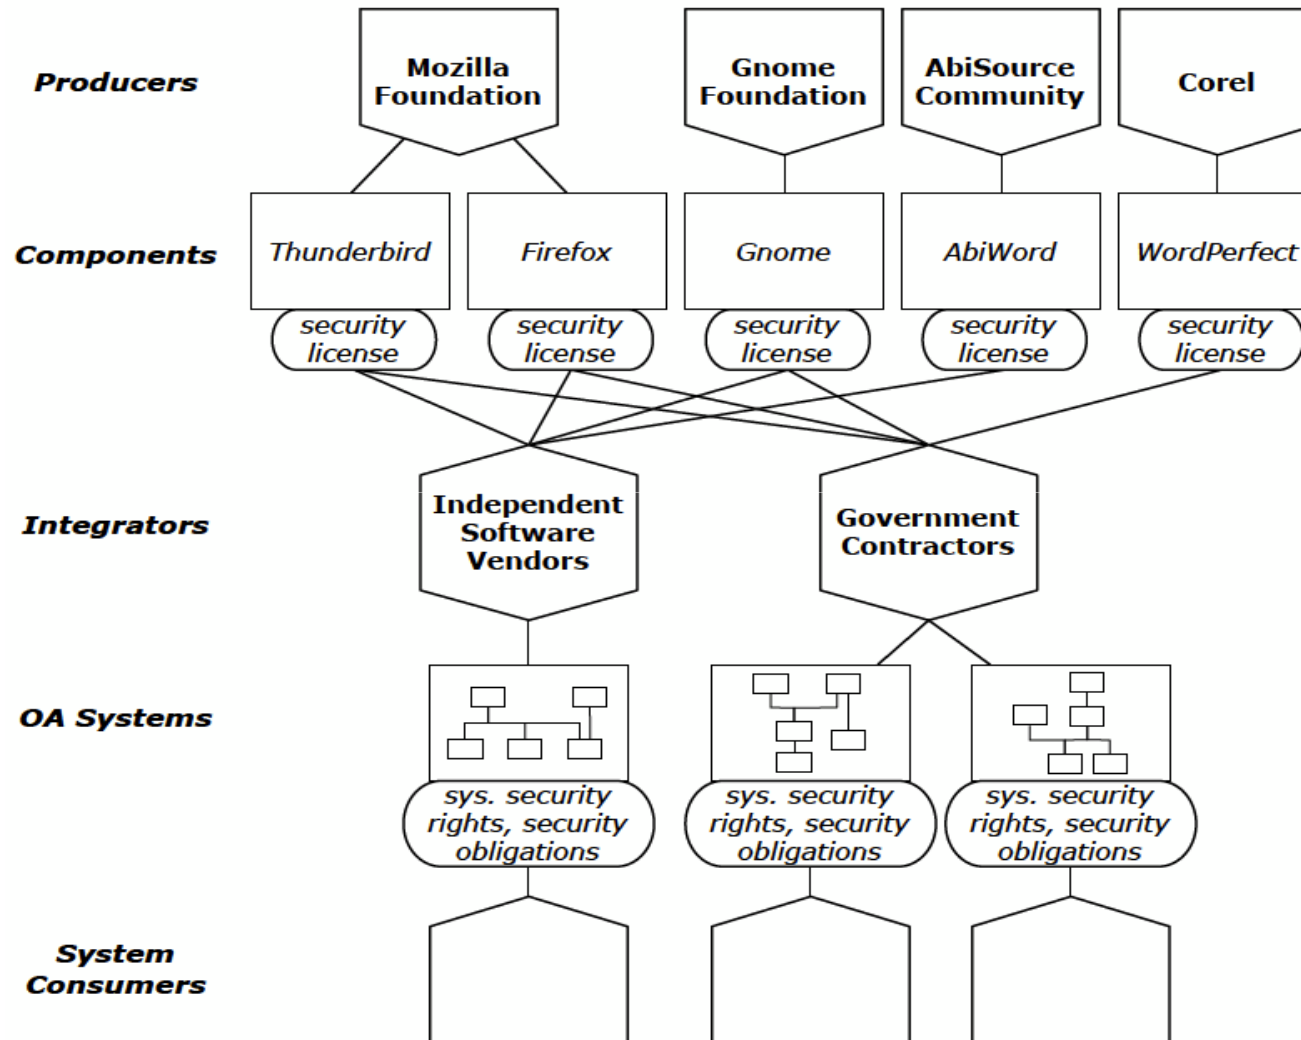 Producers
Mozilla
Foundation
Gnome
Foundation
AbiSource
Community
Corel
Components
Thunderbird
Firefox
Gnome
AbiWord
WordPerfect
security
license
security
license
security
license
security
license
security
license
Integrators
Independent
Software
Vendors
Government
Contractors
OA Systems
sys. security
rights, security
obligations
sys. security
rights, security
obligations
sys. security
rights, security
obligations
System
Consumers